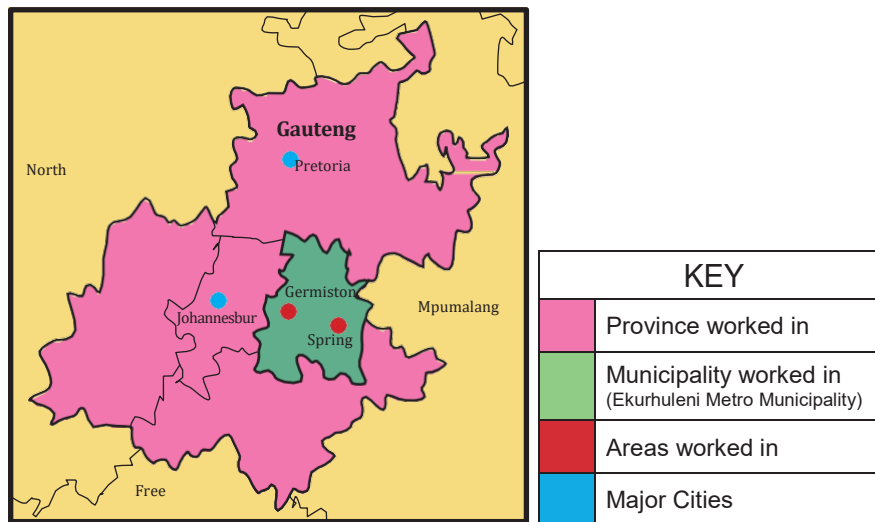 Gauteng
Pretoria
North
Germiston
Mpumalang
Johannesbur
Spring
Free
KEY
Province worked in
Municipality worked in
(Ekurhuleni Metro Municipality)
Areas worked in
Major Cities